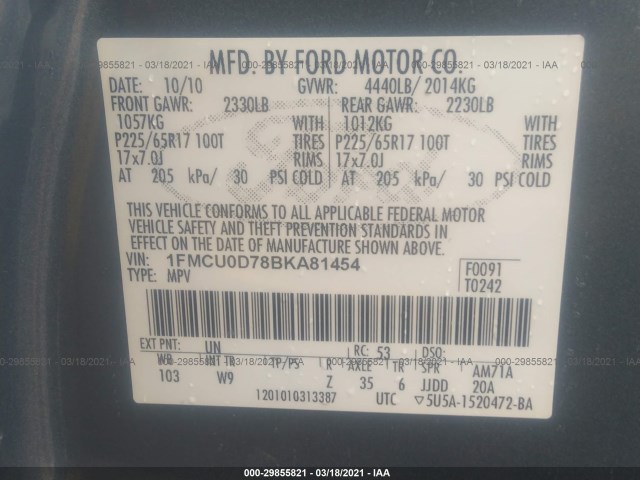 000-29855821 - 03/18/2021 - IAA
MFD. BY FORD MOTOR CO.
DATE: 10/10 GVWR: 4440LB/ 2014KG
FRONT GAWR: 2330LB REAR GAWR: 2230LB
1057KG WITH 1012KG WITH
P225/65R17 100T TIRES P225/65R17 100T TIRES
17x7.0J RIMS 17x7.0J RIMS
AT 205 kPa/ 30 PSI COLD AT 205 kPa/ 30 PSI COLD
THIS VEHICLE CONFORMS TO ALL APPLICABLE FEDERAL MOTOR
VEHICLE SAFETY AND THEFT PREVENTION STANDARDS IN
EFFECT ON THE DATE OF MANUFACTURE SHOWN ABOVE.
VIN: 1FMCU0D78BKA81454 F0091
TYPE: MPV T0242
EXT PNT: UN RC: 53 DSO:
WB INT TR TP/PS R AXLE TR SPR AM71A
103 W9 Z 35 6 JJDD 20A
1201010313387 UTC ▽5U5A-1520472-BA
000-29855821 - 03/18/2021 - IAA